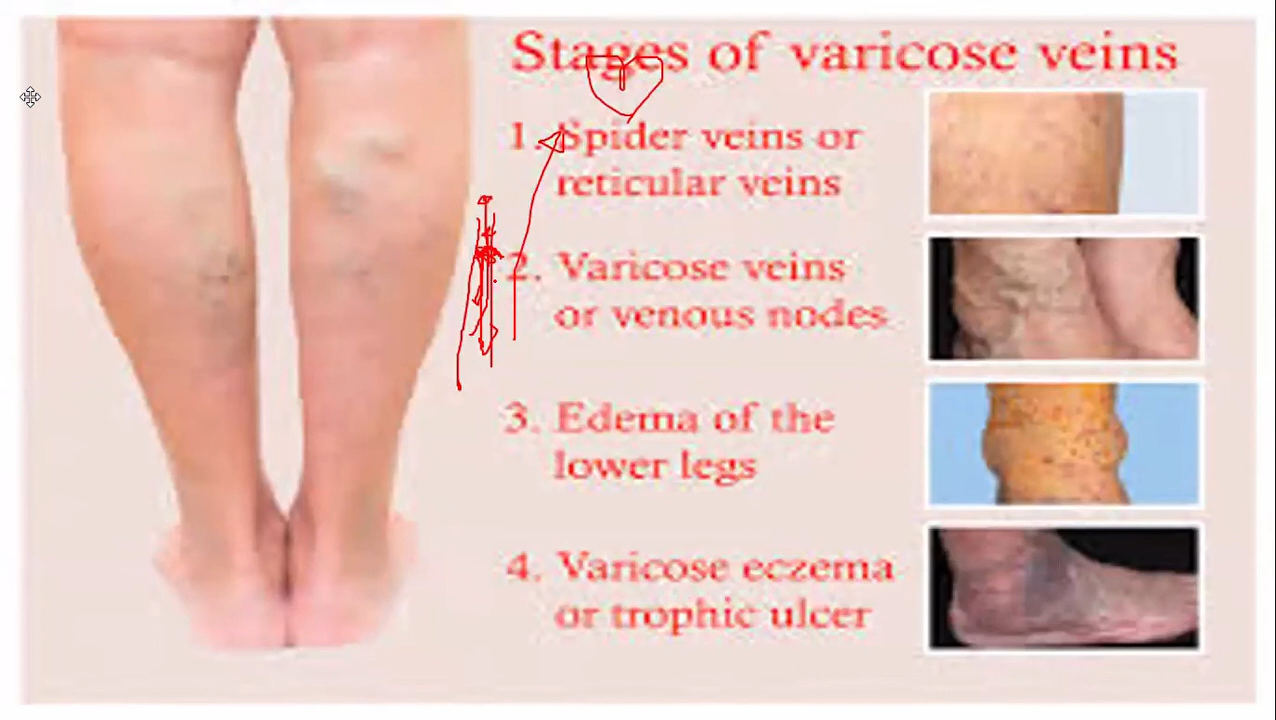 Stages of varicose veins
1. Spider veins or
reticular veins
2. Varicose veins
or venous nodes
3. Edema of the
lower legs
4. Varicose eczema
or trophic ulcer